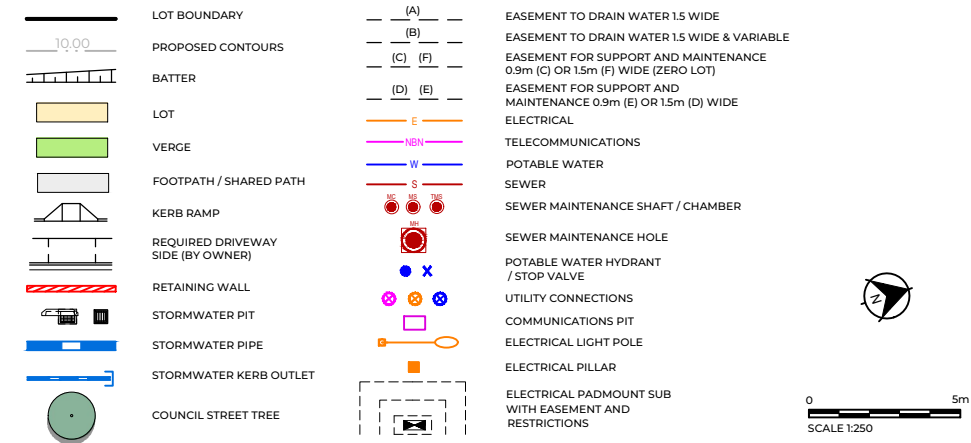 LOT BOUNDARY
10.00
PROPOSED CONTOURS
BATTER
LOT
VERGE
FOOTPATH / SHARED PATH
KERB RAMP
REQUIRED DRIVEWAY
SIDE (BY OWNER)
RETAINING WALL
STORMWATER PIT
STORMWATER PIPE
STORMWATER KERB OUTLET
COUNCIL STREET TREE
(A)
EASEMENT TO DRAIN WATER 1.5 WIDE
(B)
EASEMENT TO DRAIN WATER 1.5 WIDE & VARIABLE
(C) (F)
EASEMENT FOR SUPPORT AND MAINTENANCE
0.9m (C) OR 1.5m (F) WIDE (ZERO LOT)
(D) (E)
EASEMENT FOR SUPPORT AND
MAINTENANCE 0.9m (E) OR 1.5m (D) WIDE
E
ELECTRICAL
NBN
TELECOMMUNICATIONS
W
POTABLE WATER
S
SEWER
MC MS TMS
SEWER MAINTENANCE SHAFT / CHAMBER
MH
SEWER MAINTENANCE HOLE
POTABLE WATER HYDRANT
/ STOP VALVE
UTILITY CONNECTIONS
COMMUNICATIONS PIT
ELECTRICAL LIGHT POLE
ELECTRICAL PILLAR
ELECTRICAL PADMOUNT SUB
WITH EASEMENT AND
RESTRICTIONS
N
0 5m
SCALE 1:250